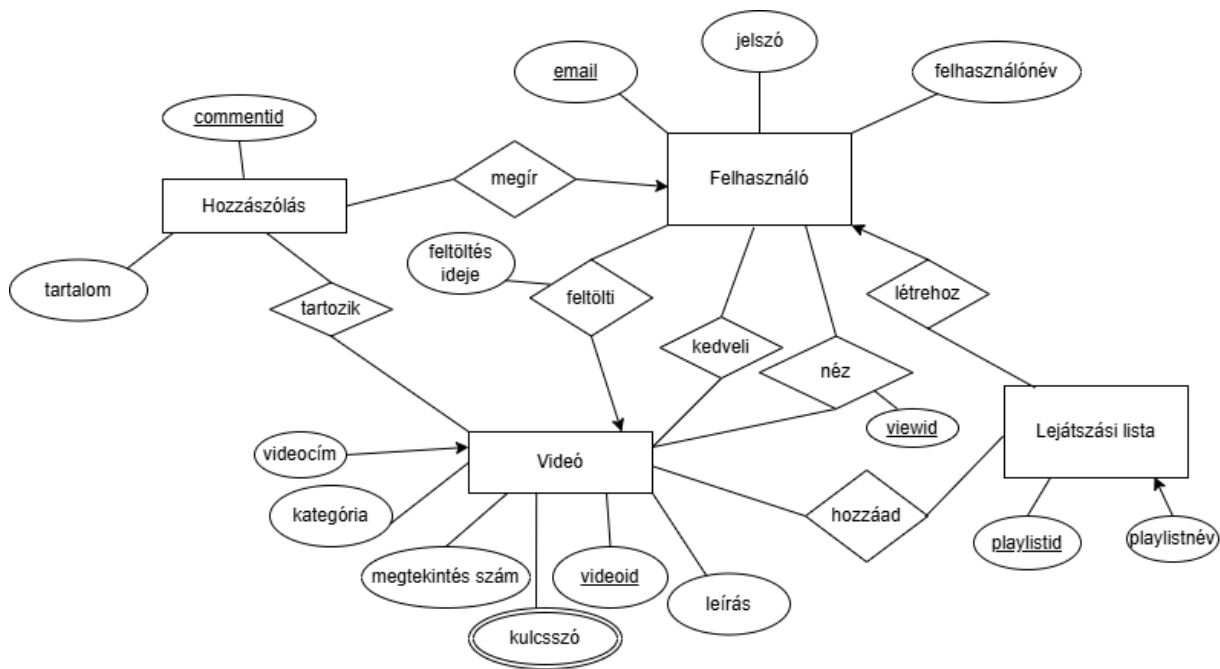 jelszó
email
felhasználónév
commentid
megír
Felhasználó
Hozzászólás
feltöltés
ideje
tartalom
tartozik
feltölti
létrehoz
kedveli
néz
viewid
Lejátszási lista
videocím
Videó
kategória
hozzáad
megtekintés szám
videoid
leírás
playlistid
playlistnév
kulcsszó